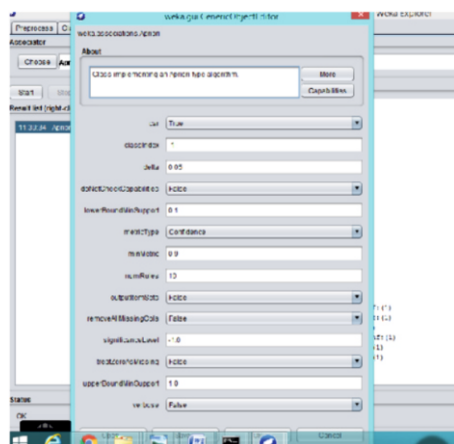 weka.gui.GenericObjectEditor
Weka Explorer
Preprocess
Associator
weka.associations.Apriori
About
Choose
Class implementing an Apriori-type algorithm.
More
Capabilities
Start
Result list (right-cl
car True
classIndex -1
delta 0.05
doNotCheckCapabilities False
lowerBoundMinSupport 0.1
metricType Confidence
minMetric 0.9
numRules 10
outputItemSets False
removeAllMissingCols False
significanceLevel -1.0
treatZeroAsMissing False
upperBoundMinSupport 1.0
verbose False
Status
OK
Cancel